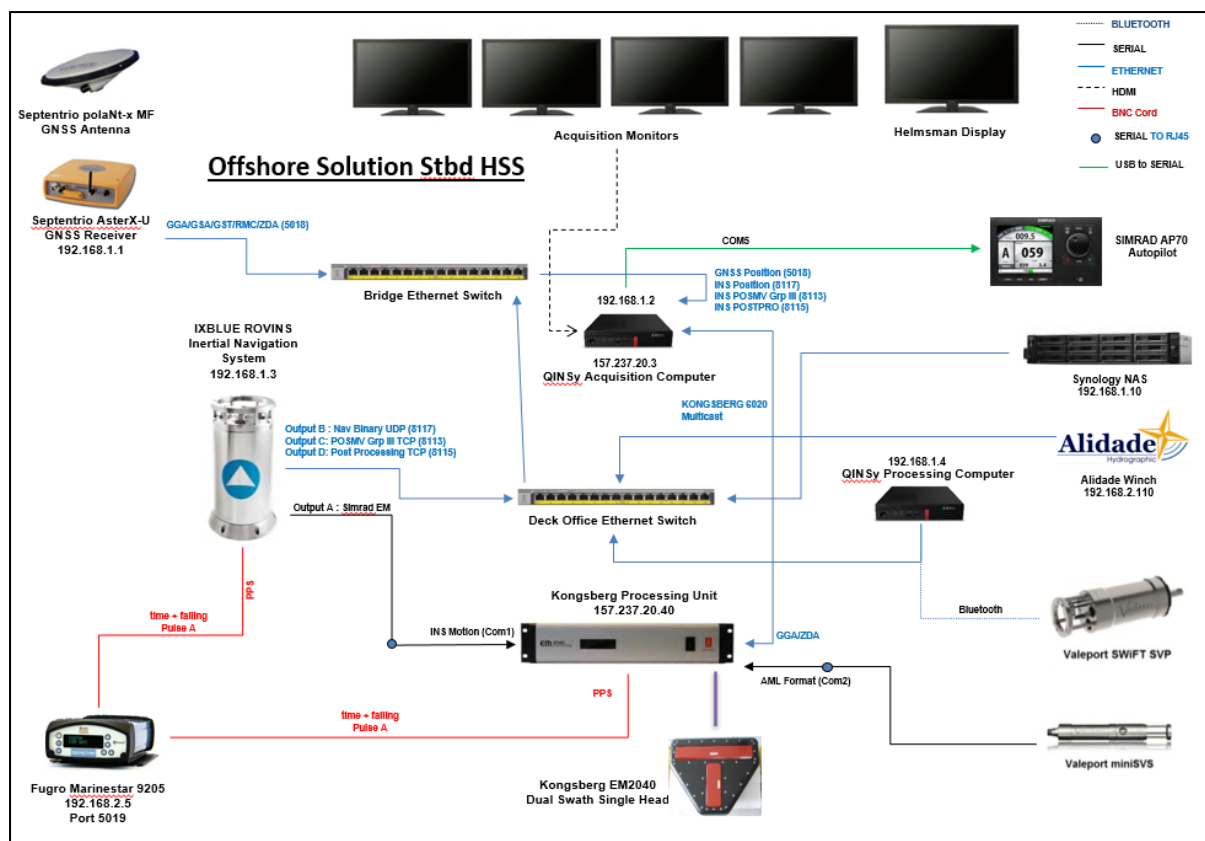 BLUETOOTH
SERIAL
ETHERNET
HDMI
BNC Cord
SERIAL TO RJ45
USB to SERIAL
Septentrio polaNt-x MF
GNSS Antenna
Acquisition Monitors
Helmsman Display
Offshore Solution Stbd HSS
Septentrio AsterX-U
GNSS Receiver
192.168.1.1
GGA/GSA/GST/RMC/ZDA (5018)
Bridge Ethernet Switch
COM5
SIMRAD AP70
Autopilot
GNSS Position (5018)
INS Position (8117)
INS POSMV Grp III (8113)
INS POSTPRO (8115)
192.168.1.2
157.237.20.3
QINSy Acquisition Computer
IXBLUE ROVINS
Inertial Navigation
System
192.168.1.3
Synology NAS
192.168.1.10
KONGSBERG 6020
Multicast
Output B : Nav Binary UDP (8117)
Output C: POSMV Grp III TCP (8113)
Output D: Post Processing TCP (8115)
Alidade
Hydrographic
Alidade Winch
192.168.2.110
192.168.1.4
QINSy Processing Computer
Output A : Simrad EM
Deck Office Ethernet Switch
PPS
time + falling
Pulse A
Kongsberg Processing Unit
157.237.20.40
INS Motion (Com1)
GGA/ZDA
Bluetooth
Valeport SWiFT SVP
AML Format (Com2)
PPS
time + falling
Pulse A
Valeport miniSVS
Fugro Marinestar 9205
192.168.2.5
Port 5019
Kongsberg EM2040
Dual Swath Single Head